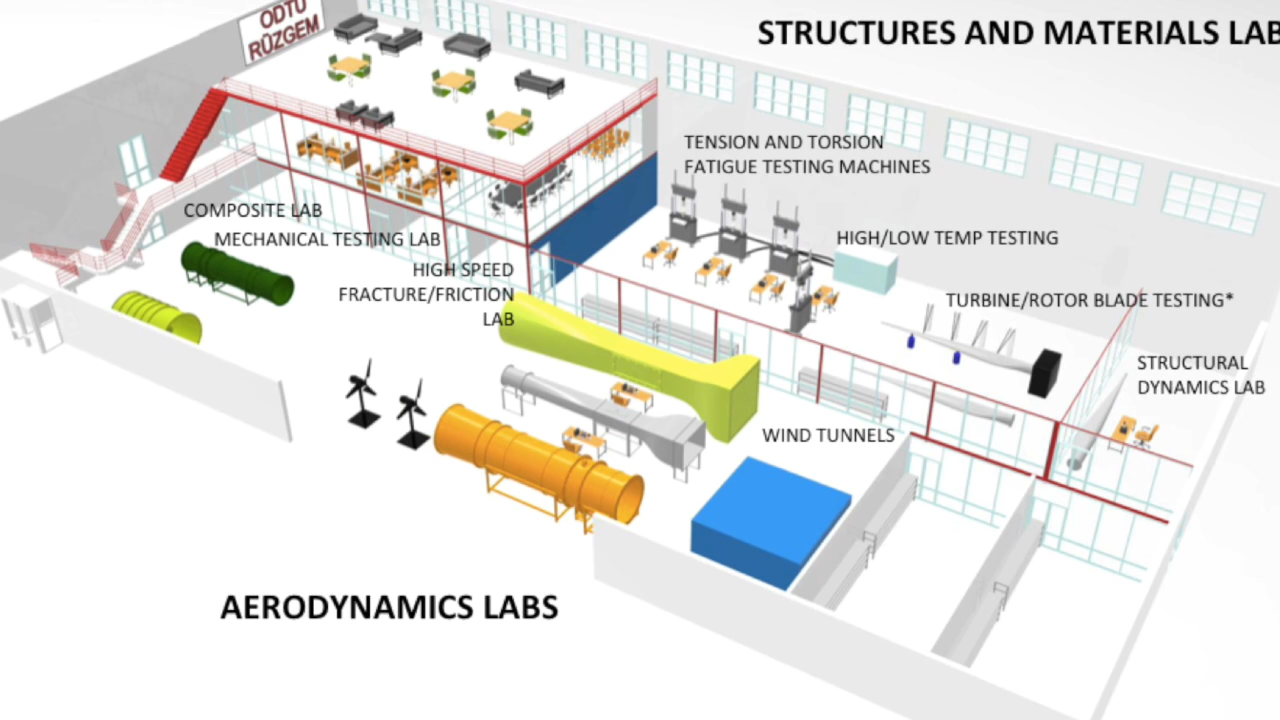 ODTÜ
RÜZGEM
STRUCTURES AND MATERIALS LAB
TENSION AND TORSION
FATIGUE TESTING MACHINES
COMPOSITE LAB
MECHANICAL TESTING LAB
HIGH/LOW TEMP TESTING
HIGH SPEED
FRACTURE/FRICTION
LAB
TURBINE/ROTOR BLADE TESTING*
STRUCTURAL
DYNAMICS LAB
WIND TUNNELS
AERODYNAMICS LABS